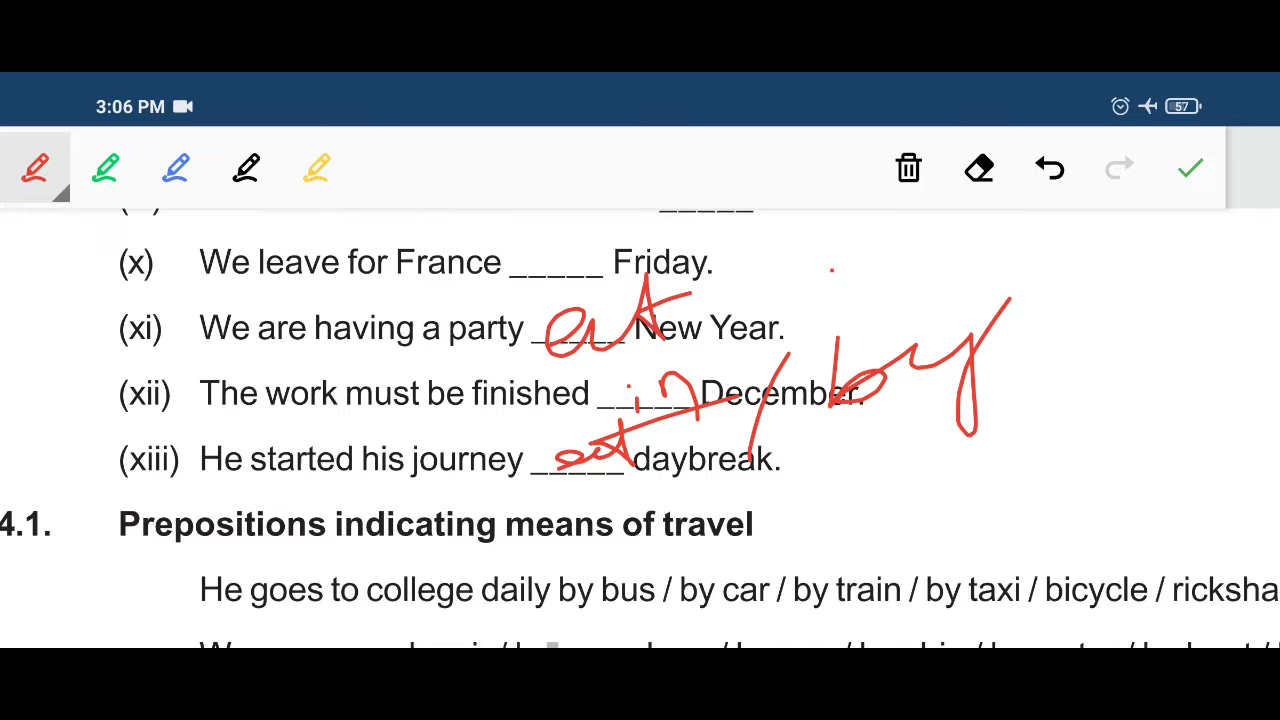 3:06 PM
57
(x) We leave for France _____ Friday.
(xi) We are having a party _____ New Year.
at
(xii) The work must be finished _____ December.
in / by
(xiii) He started his journey _____ daybreak.
at
4.1. Prepositions indicating means of travel
He goes to college daily by bus / by car / by train / by taxi / bicycle / ricksha